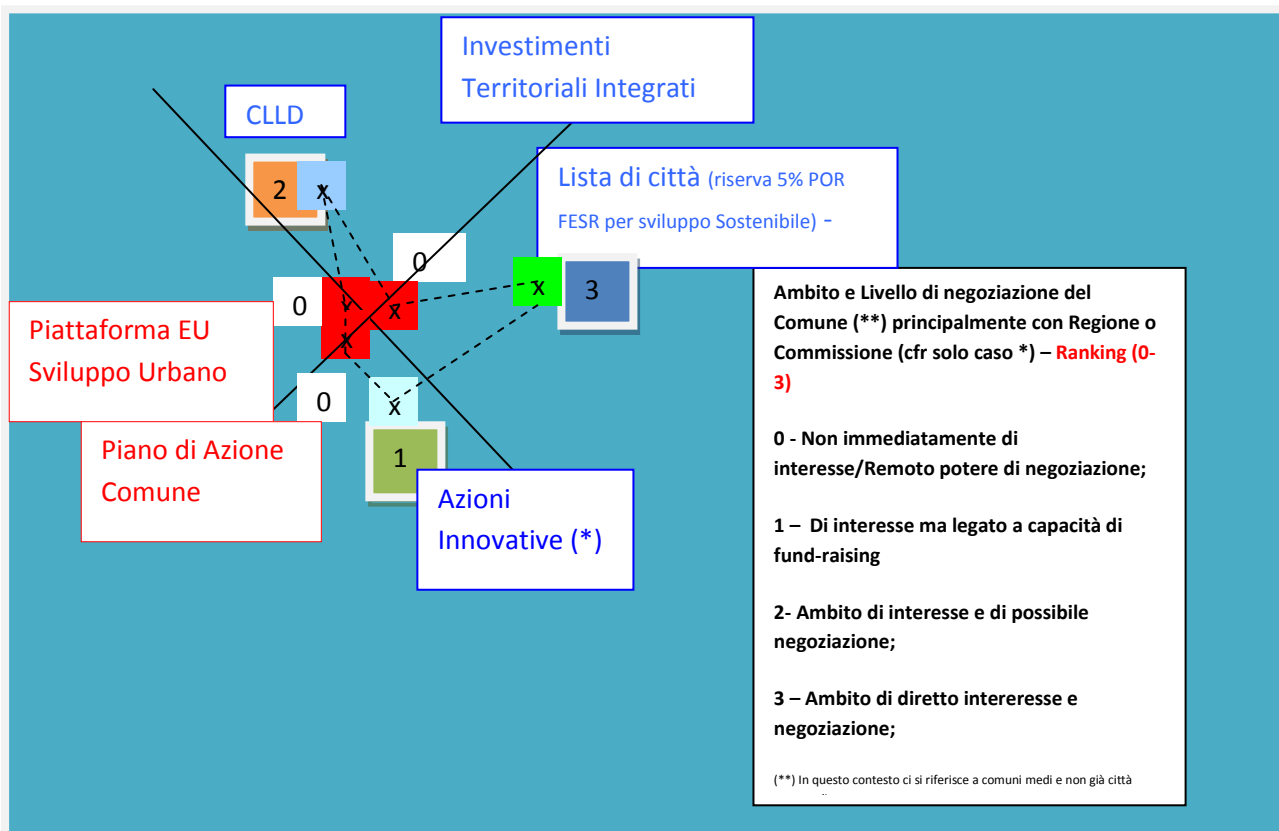 Investimenti
Territoriali Integrati
CLLD
Lista di città (riserva 5% POR
FESR per sviluppo Sostenibile) -
2
x
0
x
3
0
x
x
x
Piattaforma EU
Sviluppo Urbano
0
x
1
Piano di Azione
Comune
Azioni
Innovative (*)
Ambito e Livello di negoziazione del
Comune (**) principalmente con Regione o
Commissione (cfr solo caso *) – Ranking (0-
3)
0 - Non immediatamente di
interesse/Remoto potere di negoziazione;
1 – Di interesse ma legato a capacità di
fund-raising
2- Ambito di interesse e di possibile
negoziazione;
3 – Ambito di diretto intereresse e
negoziazione;
(**) In questo contesto ci si riferisce a comuni medi e non già città